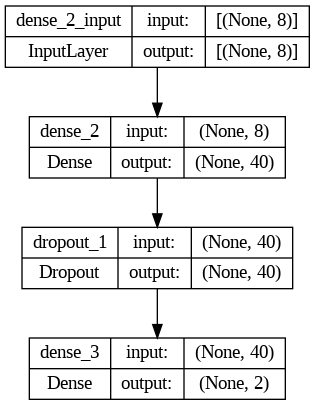 dense_2_input input: [(None, 8)]
InputLayer output: [(None, 8)]
dense_2 input: (None, 8)
Dense output: (None, 40)
dropout_1 input: (None, 40)
Dropout output: (None, 40)
dense_3 input: (None, 40)
Dense output: (None, 2)